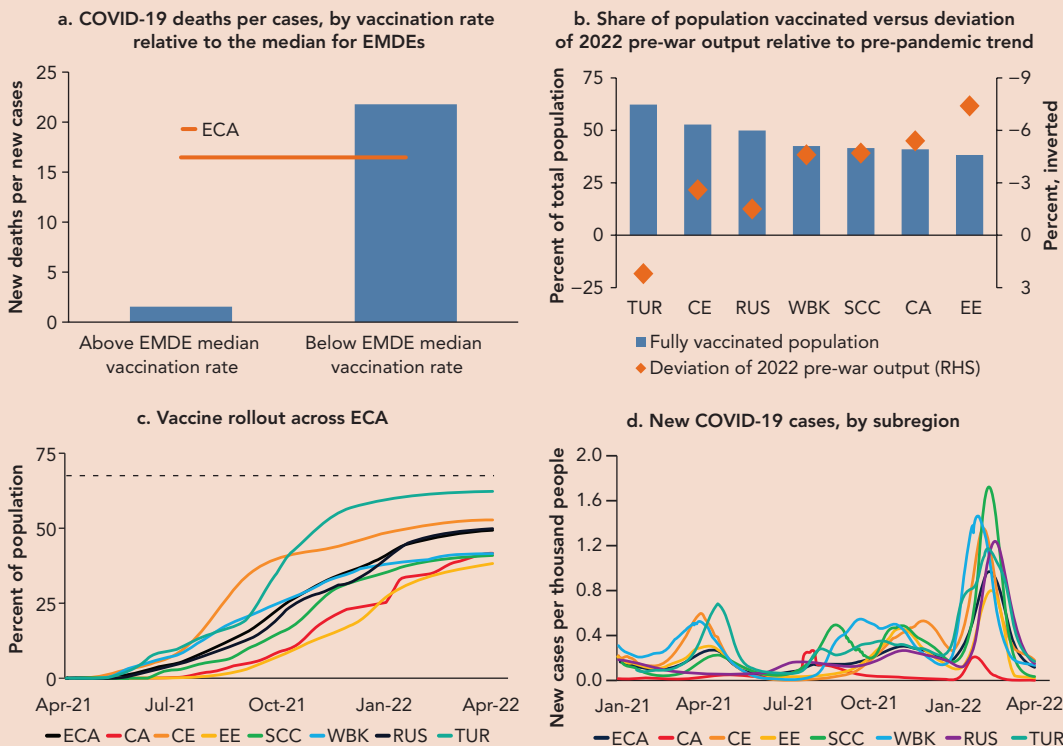 a. COVID-19 deaths per cases, by vaccination rate
relative to the median for EMDEs
New deaths per new cases
25
20
15
10
5
0
ECA
Above EMDE median
vaccination rate
Below EMDE median
vaccination rate
b. Share of population vaccinated versus deviation
of 2022 pre-war output relative to pre-pandemic trend
Percent of total population
75
50
25
0
−25
−9
−6
−3
0
3
Percent, inverted
TUR CE RUS WBK SCC CA EE
Fully vaccinated population
Deviation of 2022 pre-war output (RHS)
c. Vaccine rollout across ECA
Percent of population
75
50
25
0
Apr-21 Jul-21 Oct-21 Jan-22 Apr-22
ECA CA CE EE SCC WBK RUS TUR
d. New COVID-19 cases, by subregion
New cases per thousand people
2.0
1.6
1.2
0.8
0.4
0.0
Jan-21 Apr-21 Jul-21 Oct-21 Jan-22 Apr-22
ECA CA CE EE SCC WBK RUS TUR